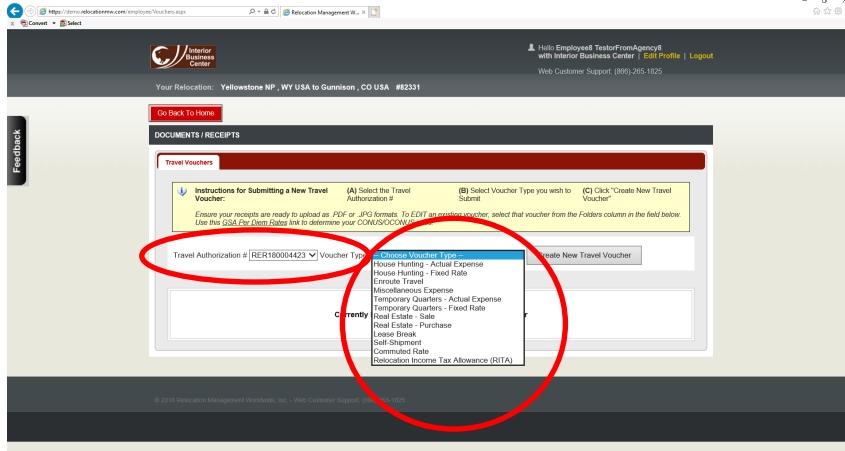 https://demo.relocationmw.com/employee/Vouchers.aspx
Relocation Management W...
x Convert Select
Interior
Business
Center
Hello Employee8 TestorFromAgency8
with Interior Business Center | Edit Profile | Logout
Web Customer Support: (866)-265-1825
Your Relocation: Yellowstone NP , WY USA to Gunnison , CO USA #82331
Go Back To Home
Feedback
DOCUMENTS / RECEIPTS
Travel Vouchers
Instructions for Submitting a New Travel Voucher:
(A) Select the Travel Authorization #
(B) Select Voucher Type you wish to Submit
(C) Click "Create New Travel Voucher"
Ensure your receipts are ready to upload as .PDF or .JPG formats. To EDIT an existing voucher, select that voucher from the Folders column in the field below.
Use this GSA Per Diem Rates link to determine your CONUS/OCONUS
Travel Authorization # RER180004423 Voucher Type
-- Choose Voucher Type --
Create New Travel Voucher
House Hunting - Actual Expense
House Hunting - Fixed Rate
Enroute Travel
Miscellaneous Expense
Temporary Quarters - Actual Expense
Temporary Quarters - Fixed Rate
Real Estate - Sale
Real Estate - Purchase
Lease Break
Self-Shipment
Commuted Rate
Relocation Income Tax Allowance (RITA)
Currently
© 2018 Relocation Management Worldwide, Inc. - Web Customer Support: (866)-265-1825